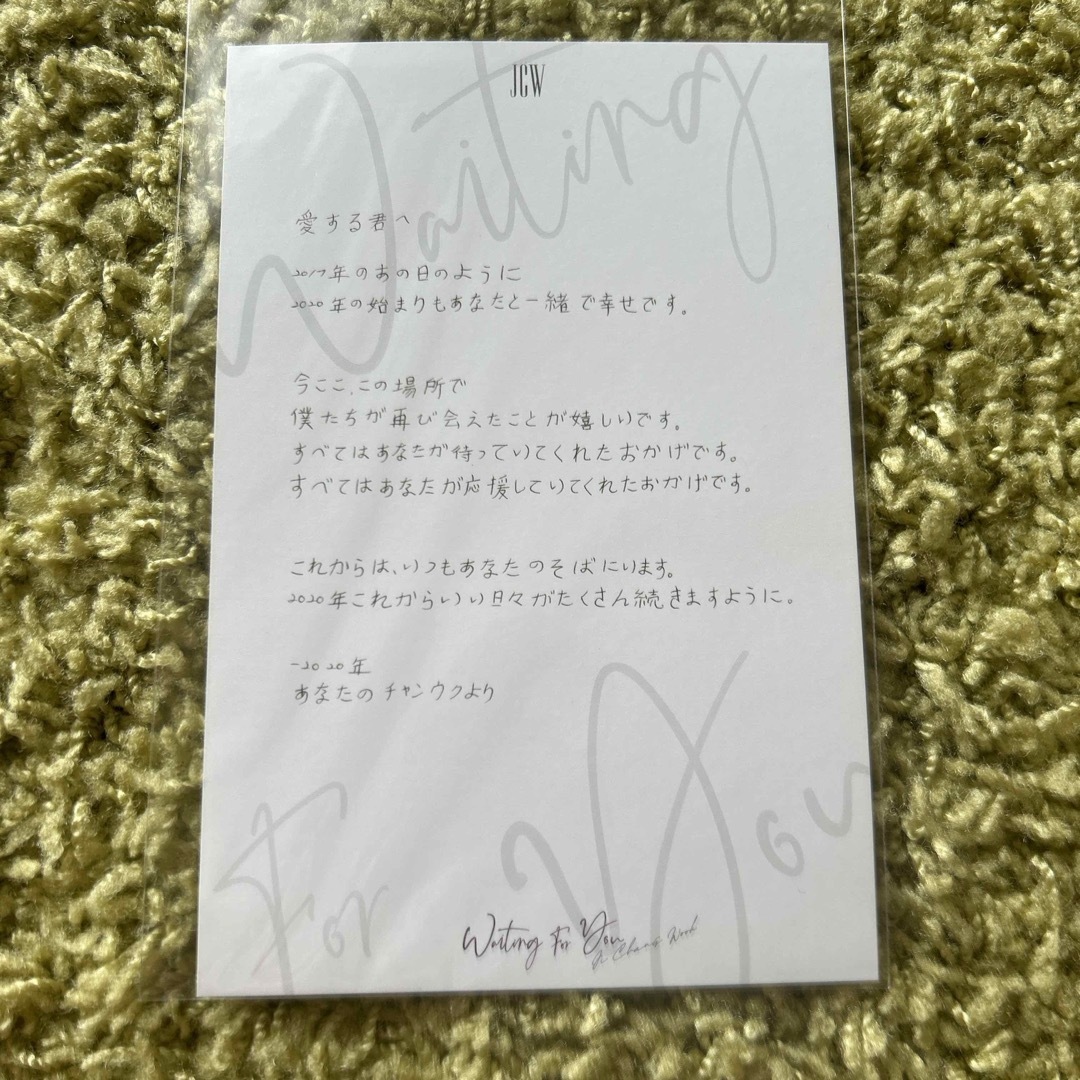 JCW
Waiting
愛する君へ
2017年のあの日のように
2020年の始まりもあなたと一緒で幸せです。
今ここ、この場所で
僕たちが再び会えたことが嬉しいです。
すべてはあなたが待っていてくれたおかげです。
すべてはあなたが応援していてくれたおかげです。
これからは、いつもあなたのそばにいます。
2020年これからいい日々がたくさん続きますように。
-2020年
あなたのチャンウクより
For You
Waiting For You
Ji Chang Wook